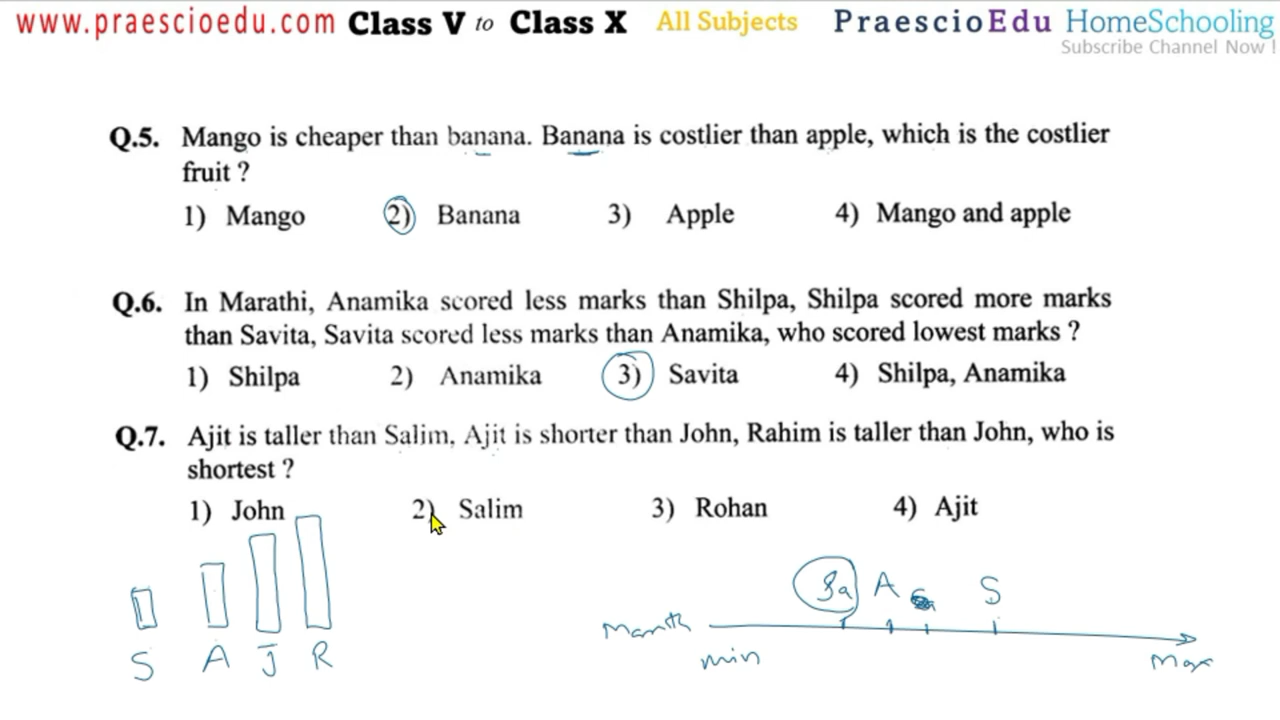 www.praescioedu.com Class V to Class X All Subjects PraescioEdu HomeSchooling
Subscribe Channel Now !
Q.5. Mango is cheaper than banana. Banana is costlier than apple, which is the costlier
fruit ?
1) Mango 2) Banana 3) Apple 4) Mango and apple
Q.6. In Marathi, Anamika scored less marks than Shilpa, Shilpa scored more marks
than Savita, Savita scored less marks than Anamika, who scored lowest marks ?
1) Shilpa 2) Anamika 3) Savita 4) Shilpa, Anamika
Q.7. Ajit is taller than Salim, Ajit is shorter than John, Rahim is taller than John, who is
shortest ?
1) John 2) Salim 3) Rohan 4) Ajit
Sa A S
S A J R
min Max